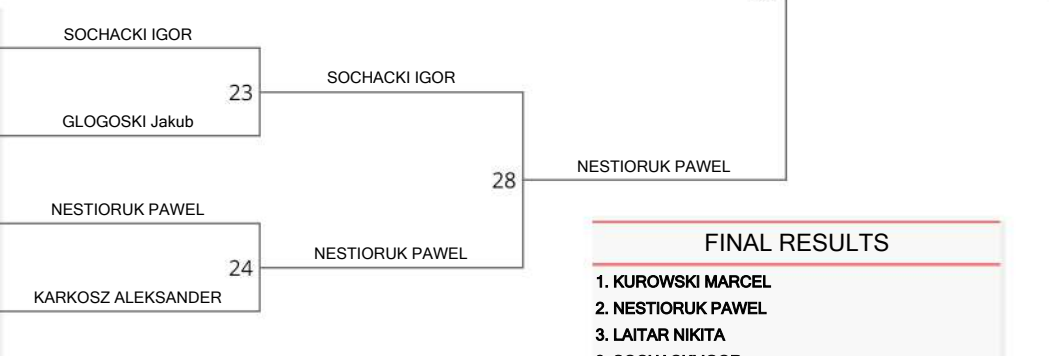 SOCHACKI IGOR
23
SOCHACKI IGOR
GLOGOSKI Jakub
28
NESTIORUK PAWEL
NESTIORUK PAWEL
24
NESTIORUK PAWEL
KARKOSZ ALEKSANDER
FINAL RESULTS
1. KUROWSKI MARCEL
2. NESTIORUK PAWEL
3. LAITAR NIKITA